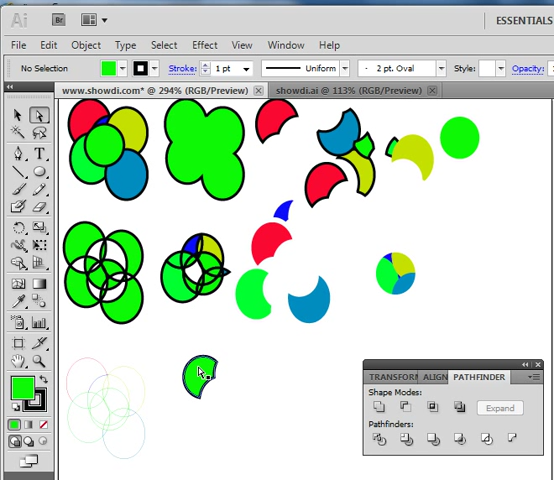 Ai Br ESSENTIALS
File Edit Object Type Select Effect View Window Help
No Selection Stroke: 1 pt Uniform 2 pt. Oval Style: Opacity:
www.showdi.com* @ 294% (RGB/Preview) showdi.ai @ 113% (RGB/Preview)
T
TRANSFORM ALIGN PATHFINDER
Shape Modes:
Expand
Pathfinders: